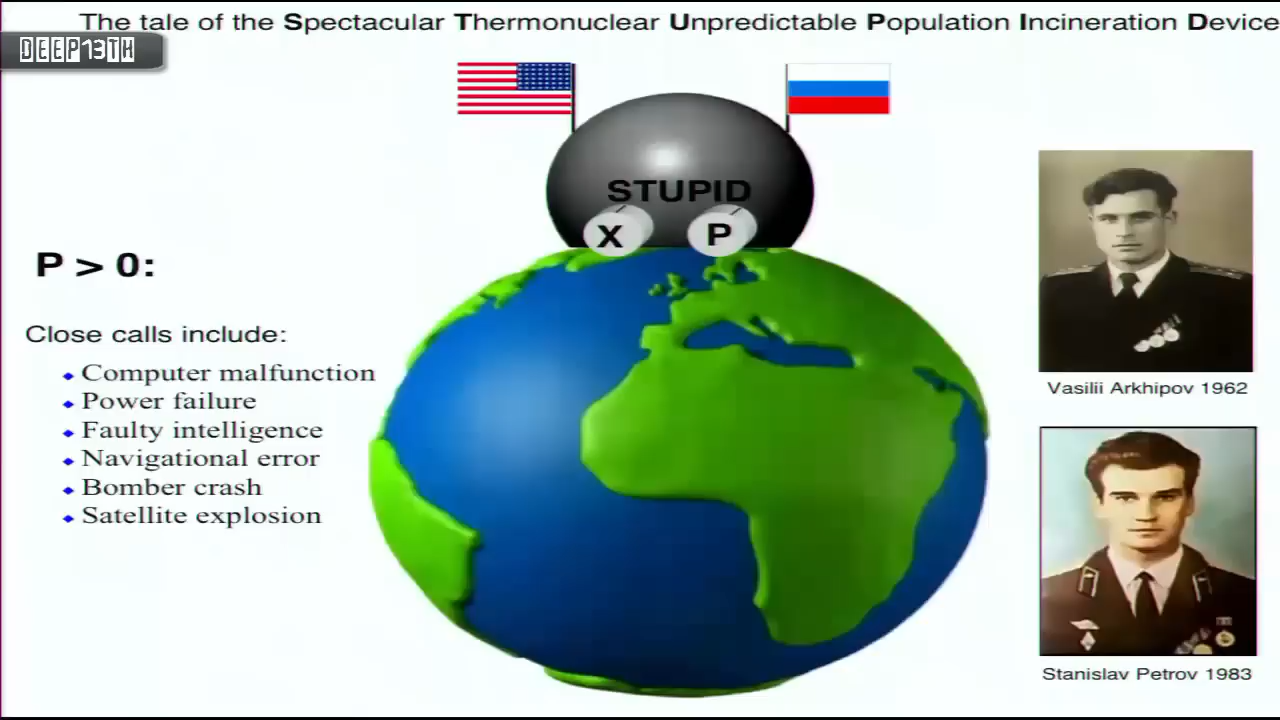 The tale of the Spectacular Thermonuclear Unpredictable Population Incineration Device
DEEP13TH
STUPID
X P
P > 0:
Close calls include:
Computer malfunction
Power failure
Faulty intelligence
Navigational error
Bomber crash
Satellite explosion
Vasilii Arkhipov 1962
Stanislav Petrov 1983